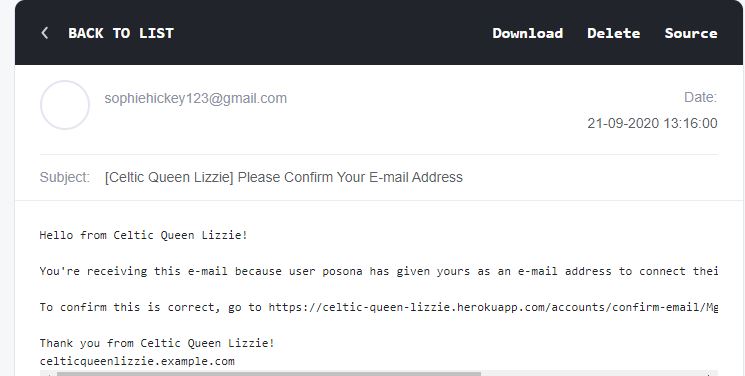 BACK TO LIST Download Delete Source
sophiehickey123@gmail.com Date:
21-09-2020 13:16:00
Subject: [Celtic Queen Lizzie] Please Confirm Your E-mail Address
Hello from Celtic Queen Lizzie!
You're receiving this e-mail because user posona has given yours as an e-mail address to connect thei
To confirm this is correct, go to https://celtic-queen-lizzie.herokuapp.com/accounts/confirm-email/Mg
Thank you from Celtic Queen Lizzie!
celticqueenlizzie.example.com